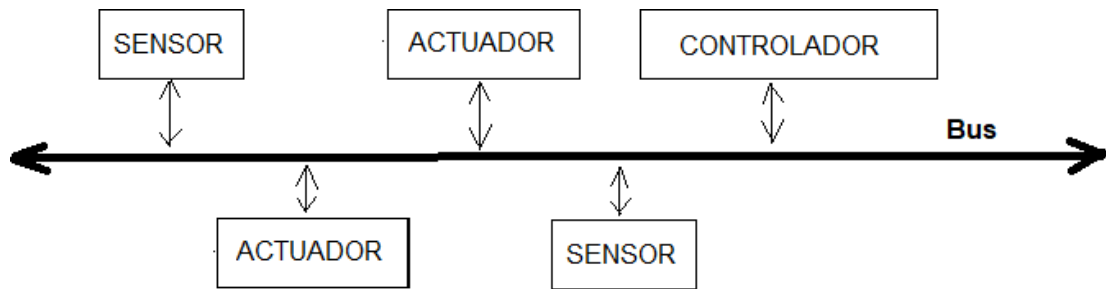 SENSOR
ACTUADOR
CONTROLADOR
Bus
ACTUADOR
SENSOR